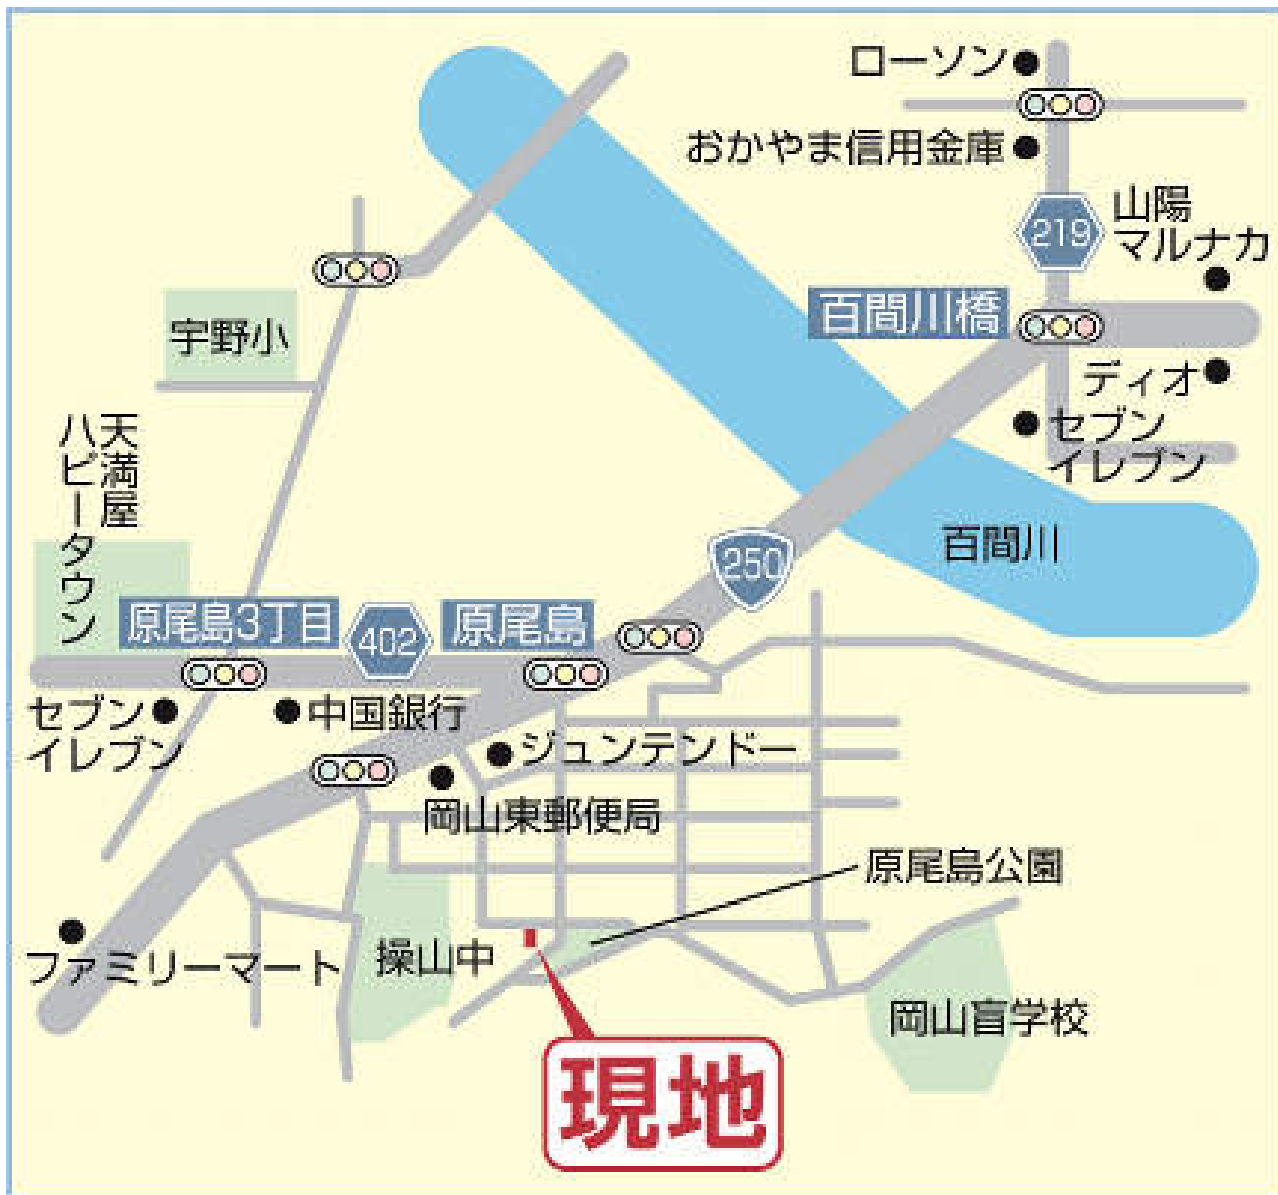 ローソン
おかやま信用金庫
219
山陽
マルナカ
百間川橋
宇野小
ディオ
セブン
イレブン
天満屋
ハピータウン
百間川
250
原尾島3丁目
402
原尾島
セブン
イレブン
中国銀行
ジュンテンドー
岡山東郵便局
原尾島公園
ファミリーマート
操山中
岡山盲学校
現地